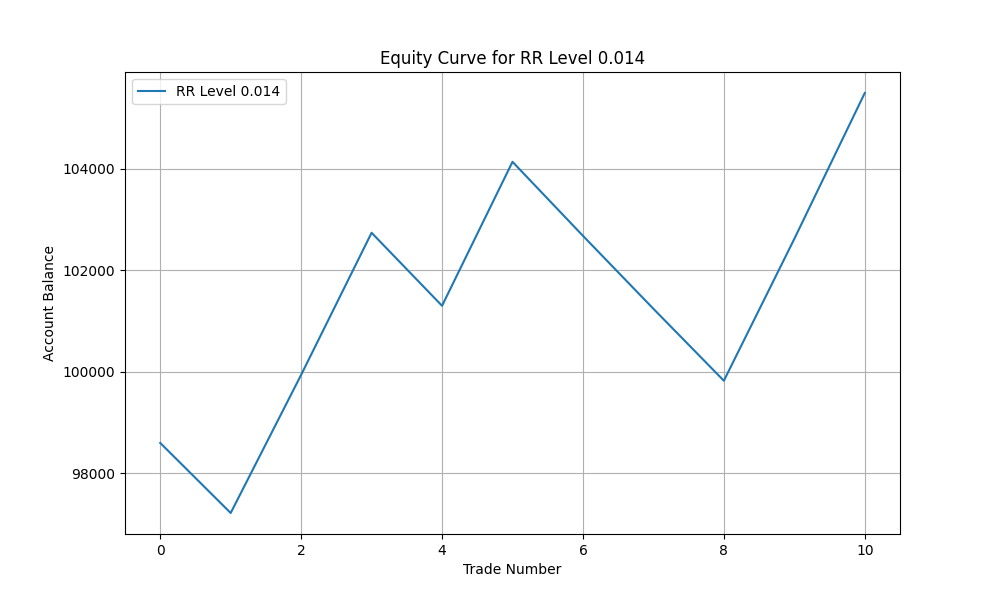 Equity Curve for RR Level 0.014
RR Level 0.014
104000
102000
100000
98000
Account Balance
0 2 4 6 8 10
Trade Number